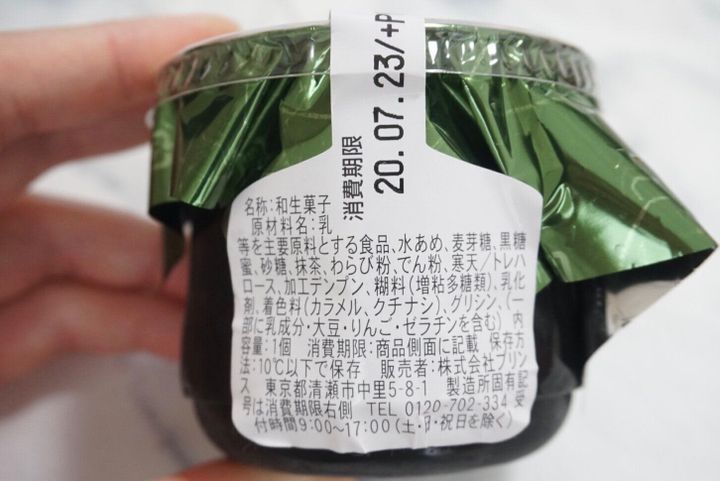 消費期限
20.07.23/+P
名称:和生菓子
原材料名:乳
等を主要原料とする食品、水あめ、麦芽糖、黒糖
蜜、砂糖、抹茶、わらび粉、でん粉、寒天/トレハ
ロース、加工デンプン、糊料(増粘多糖類)、乳化
剤、着色料(カラメル、クチナシ)、グリシン、(一
部に乳成分・大豆・りんご・ゼラチンを含む) 内
容量:1個 消費期限:商品側面に記載 保存方
法:10℃以下で保存 販売者:株式会社プリン
ス 東京都清瀬市中里5-8-1 製造所固有記
号は消費期限右側 TEL 0120-702-334 受
付時間9:00~17:00(土・日・祝日を除く)